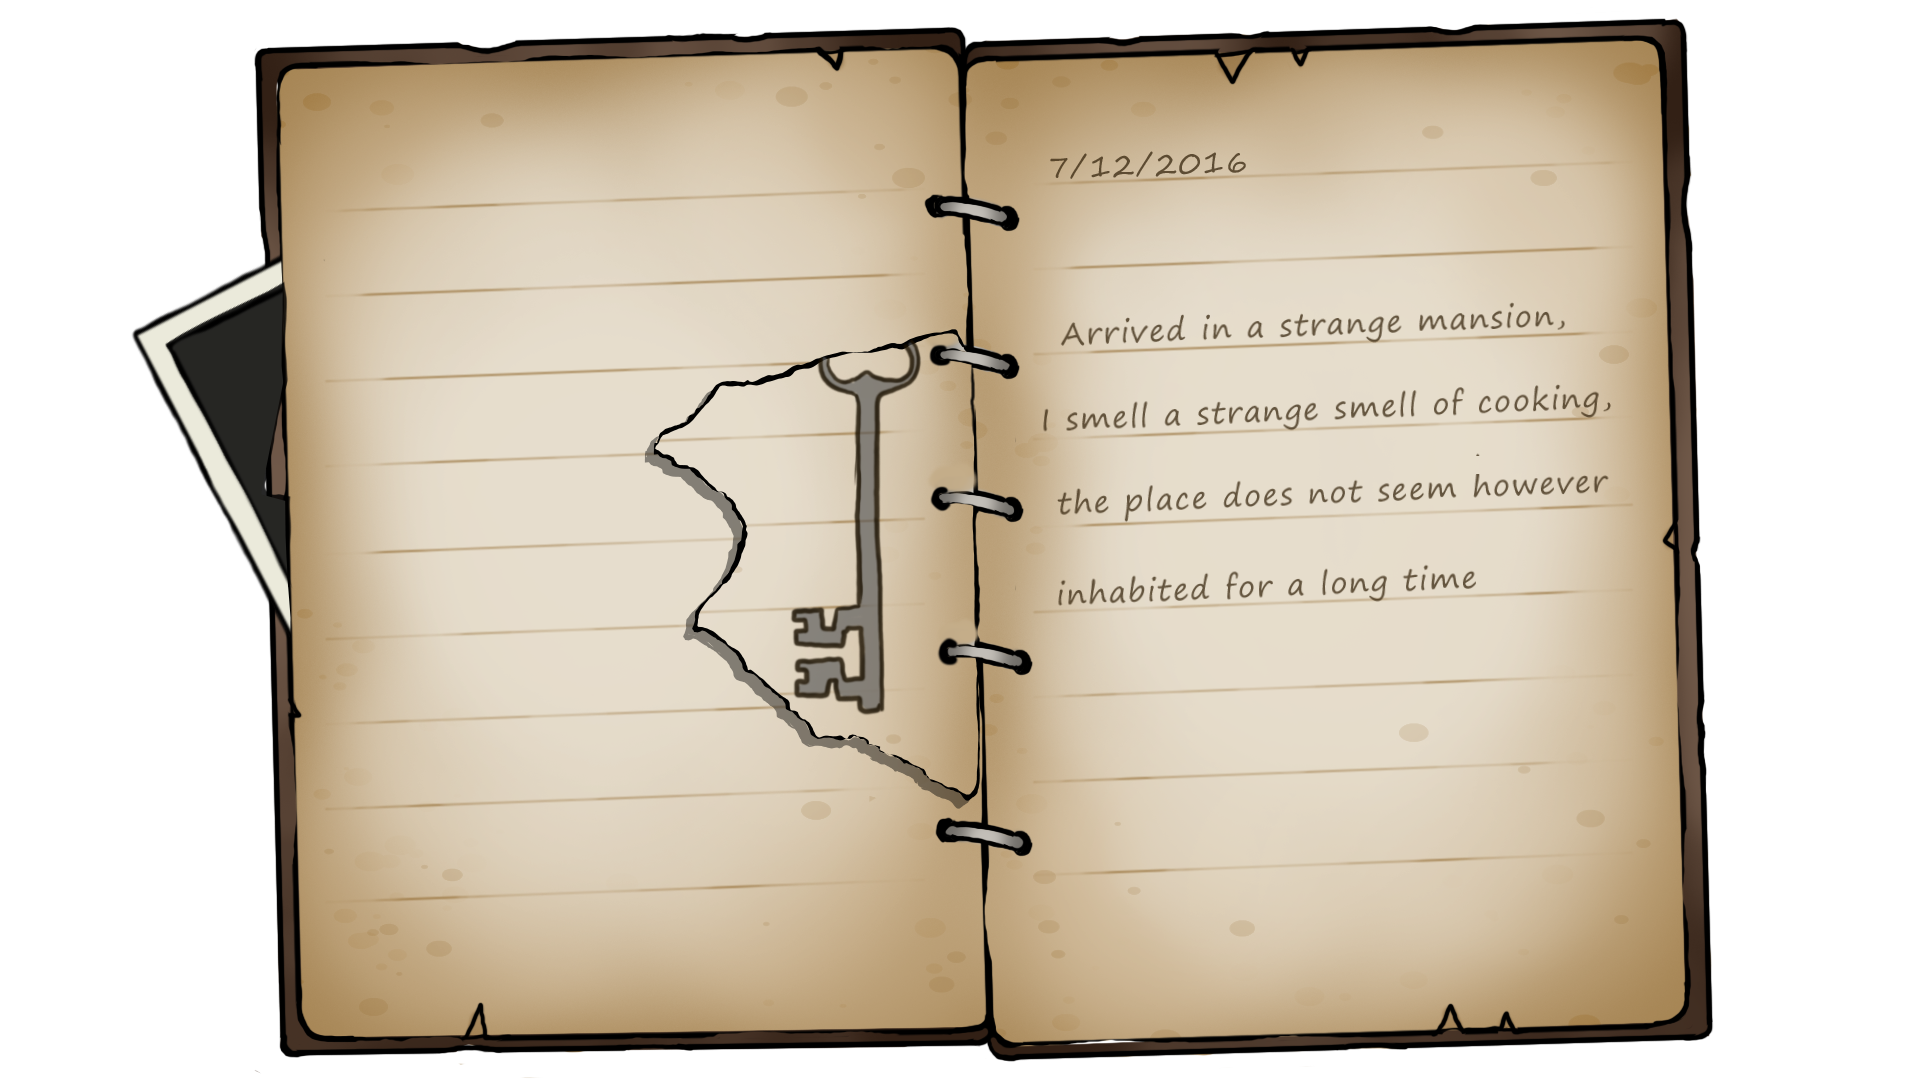 7/12/2016
Arrived in a strange mansion,
I smell a strange smell of cooking,
the place does not seem however
inhabited for a long time